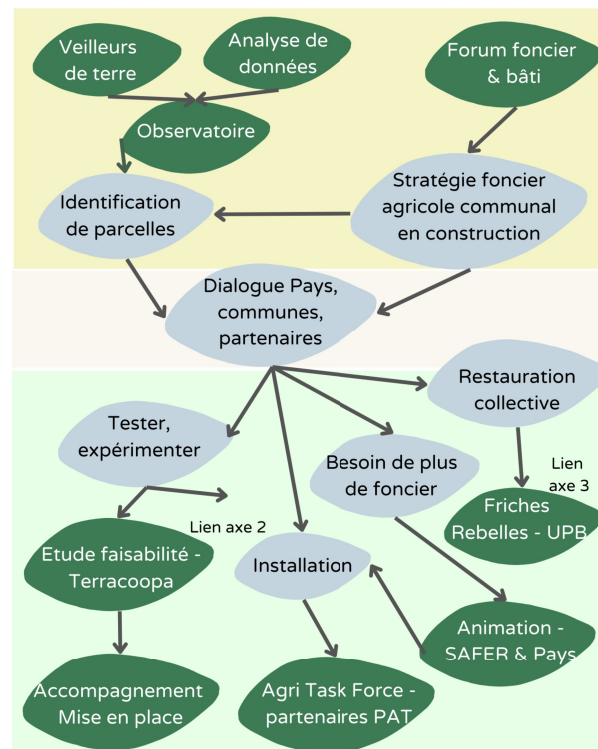 Veilleurs
de terre
Analyse de
données
Forum foncier
& bâti
Observatoire
Identification
de parcelles
Stratégie foncier
agricole communal
en construction
Dialogue Pays,
communes,
partenaires
Restauration
collective
Tester,
expérimenter
Besoin de plus
de foncier
Lien
axe 3
Friches
Rebelles - UPB
Lien axe 2
Etude faisabilité -
Terracoopa
Installation
Animation -
SAFER & Pays
Accompagnement
Mise en place
Agri Task Force -
partenaires PAT